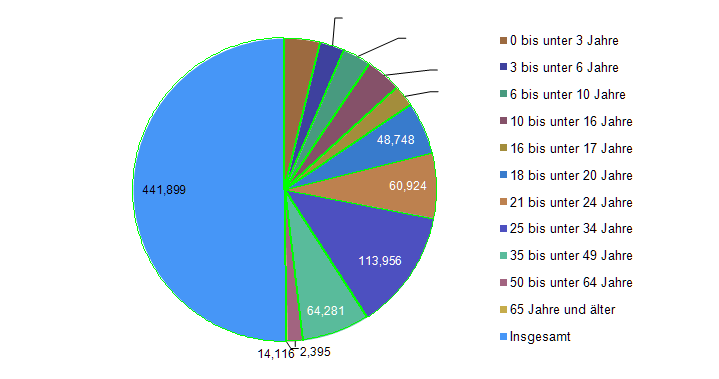 0 bis unter 3 Jahre
3 bis unter 6 Jahre
6 bis unter 10 Jahre
10 bis unter 16 Jahre
16 bis unter 17 Jahre
18 bis unter 20 Jahre
21 bis unter 24 Jahre
25 bis unter 34 Jahre
35 bis unter 49 Jahre
50 bis unter 64 Jahre
65 Jahre und älter
Insgesamt
48,748
60,924
441,899
113,956
64,281
14,116
2,395